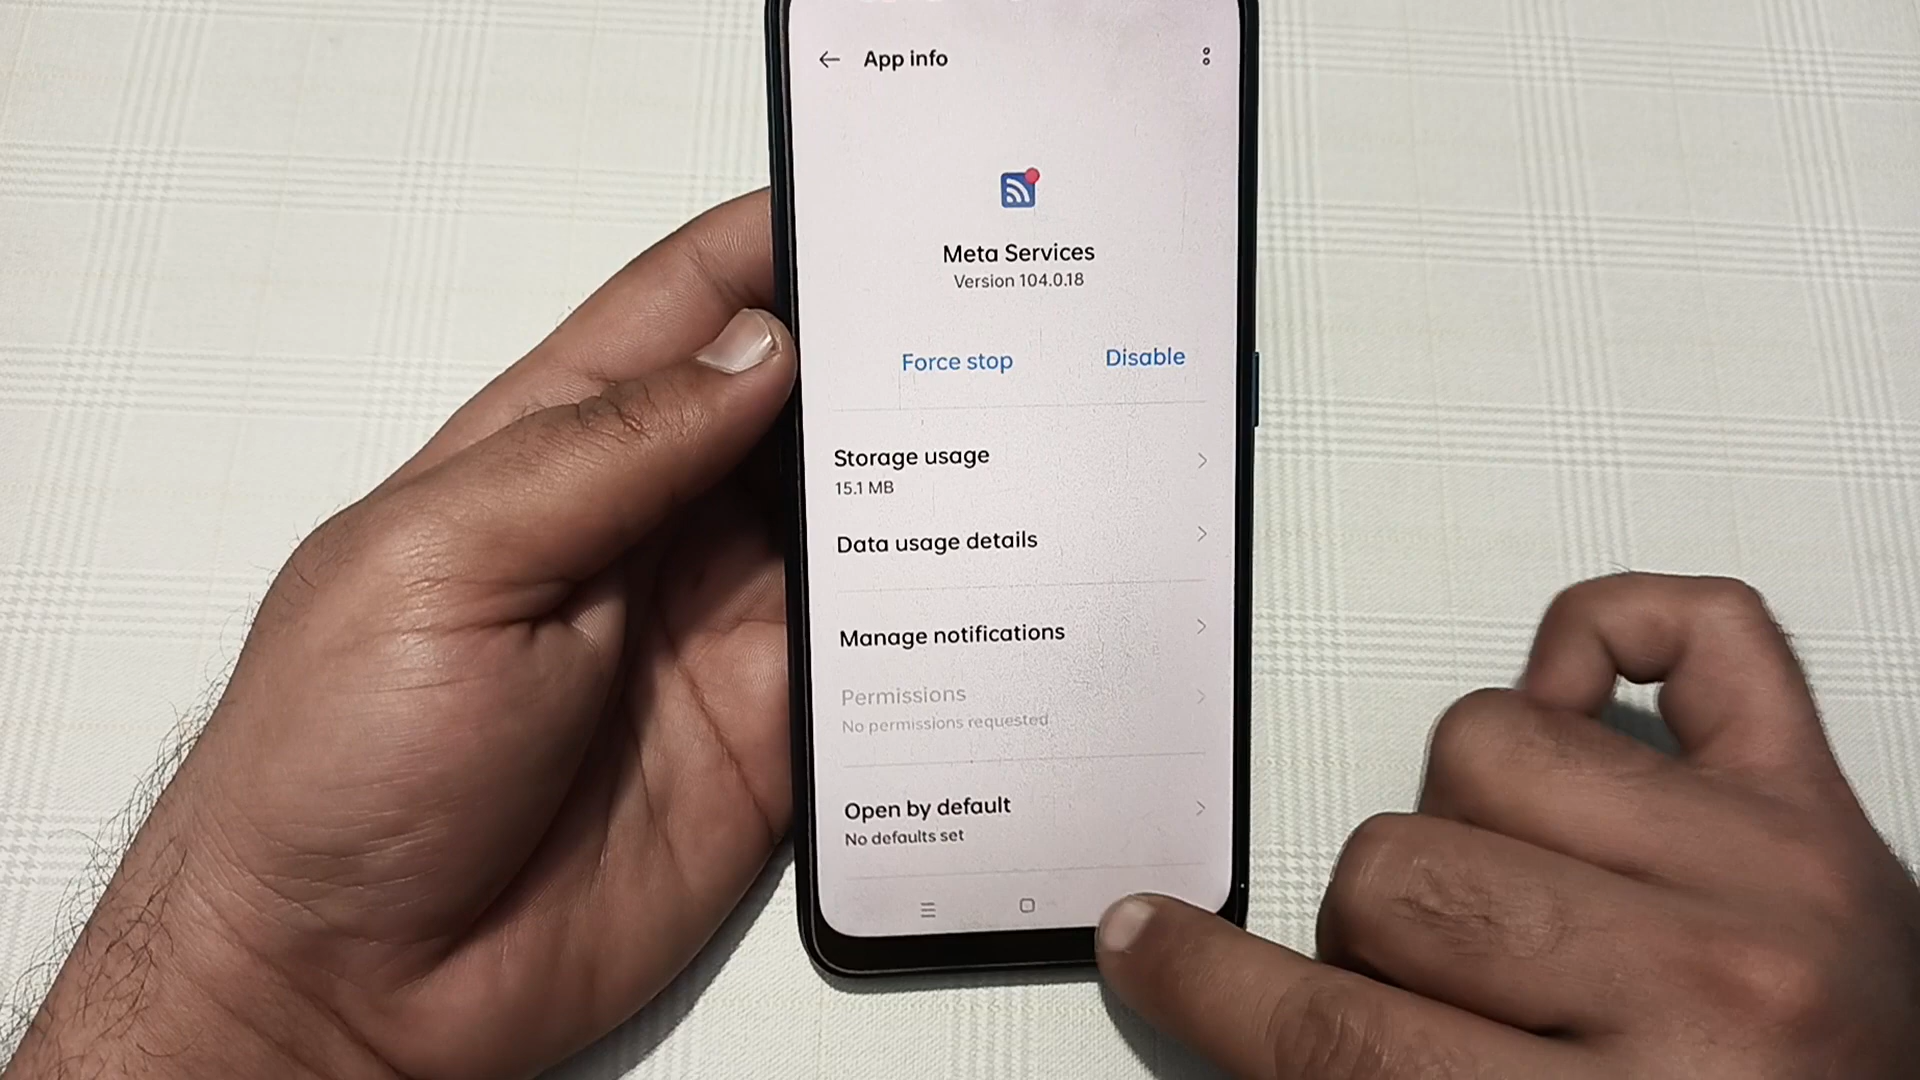 App info
Meta Services
Version 104.0.18
Force stop
Disable
Storage usage
15.1 MB
Data usage details
Manage notifications
Permissions
No permissions requested
Open by default
No defaults set